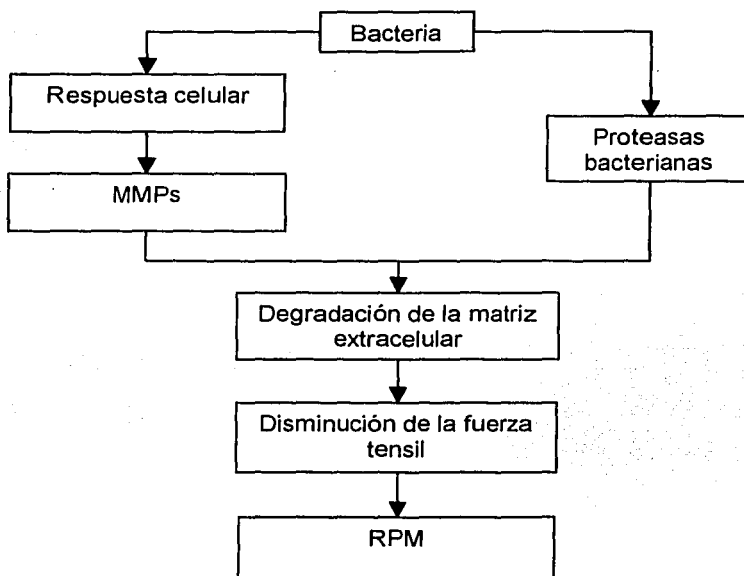 Bacteria
Respuesta celular
Proteasas
bacterianas
MMPs
Degradación de la matriz
extracelular
Disminución de la fuerza
tensil
RPM